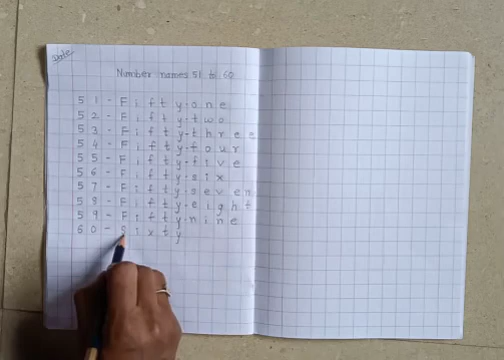 Date
Number names 51 to 60
51 - Fifty-one
52 - Fifty-two
53 - Fifty-three
54 - Fifty-four
55 - Fifty-five
56 - Fifty-six
57 - Fifty-seven
58 - Fifty-eight
59 - Fifty-nine
60 - Sixty